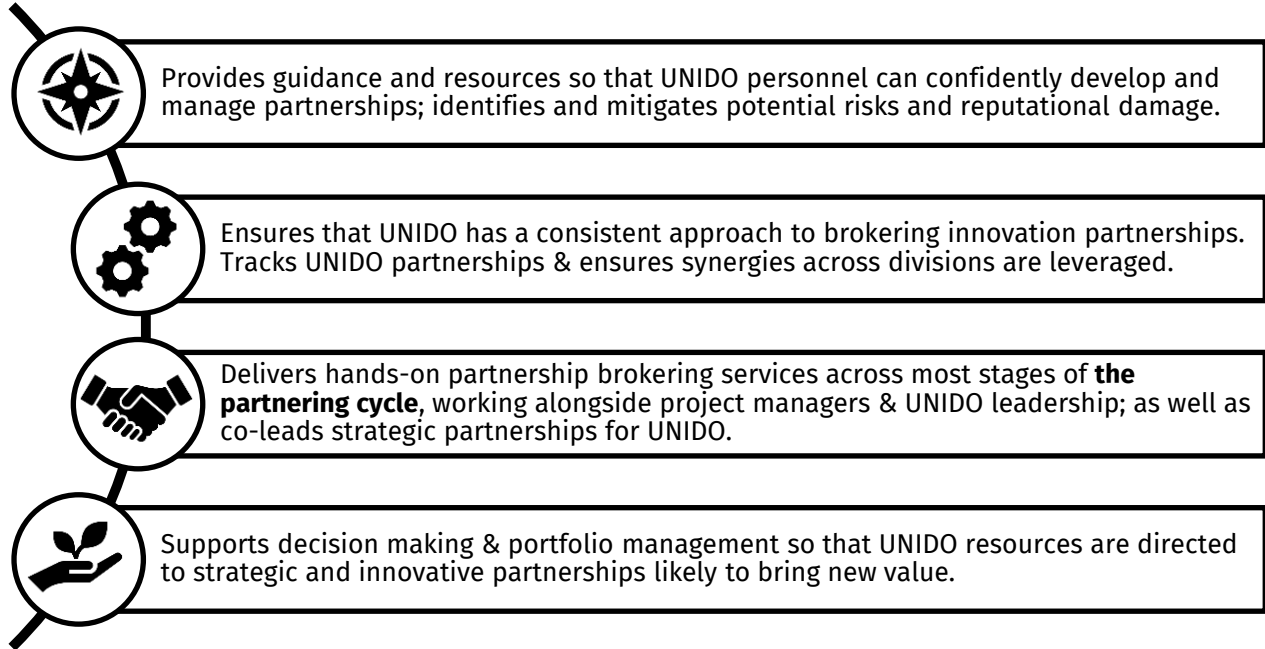 Provides guidance and resources so that UNIDO personnel can confidently develop and
manage partnerships; identifies and mitigates potential risks and reputational damage.
Ensures that UNIDO has a consistent approach to brokering innovation partnerships.
Tracks UNIDO partnerships & ensures synergies across divisions are leveraged.
Delivers hands-on partnership brokering services across most stages of the
partnering cycle, working alongside project managers & UNIDO leadership; as well as
co-leads strategic partnerships for UNIDO.
Supports decision making & portfolio management so that UNIDO resources are directed
to strategic and innovative partnerships likely to bring new value.